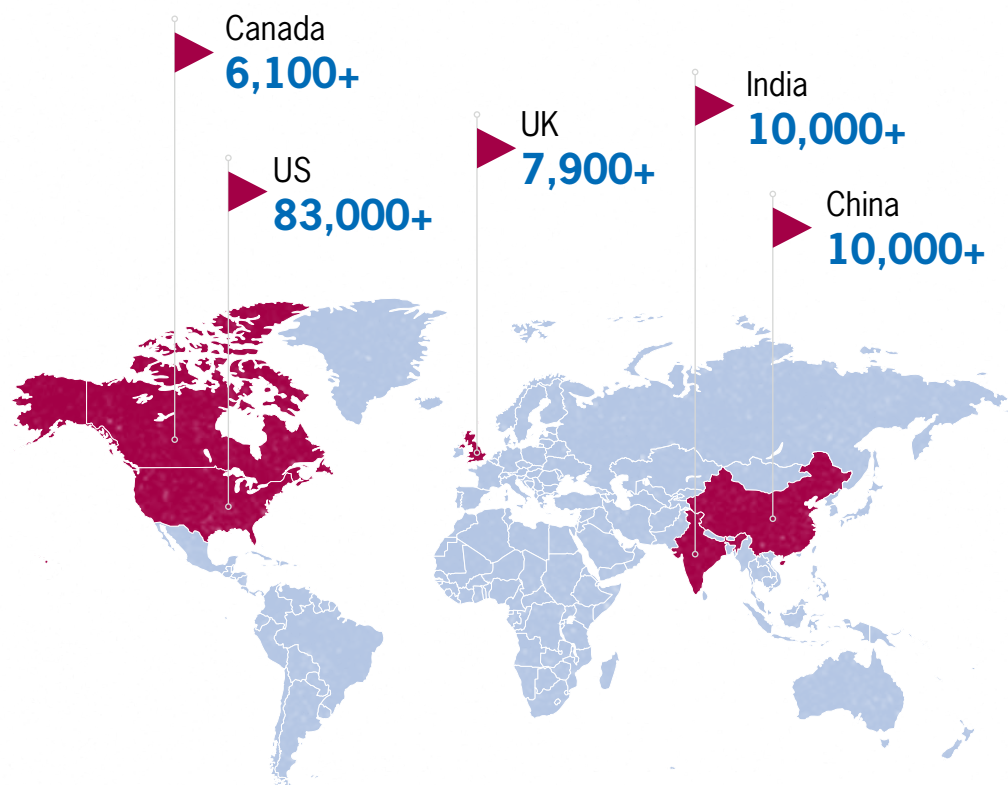 Canada
6,100+
US
83,000+
UK
7,900+
India
10,000+
China
10,000+